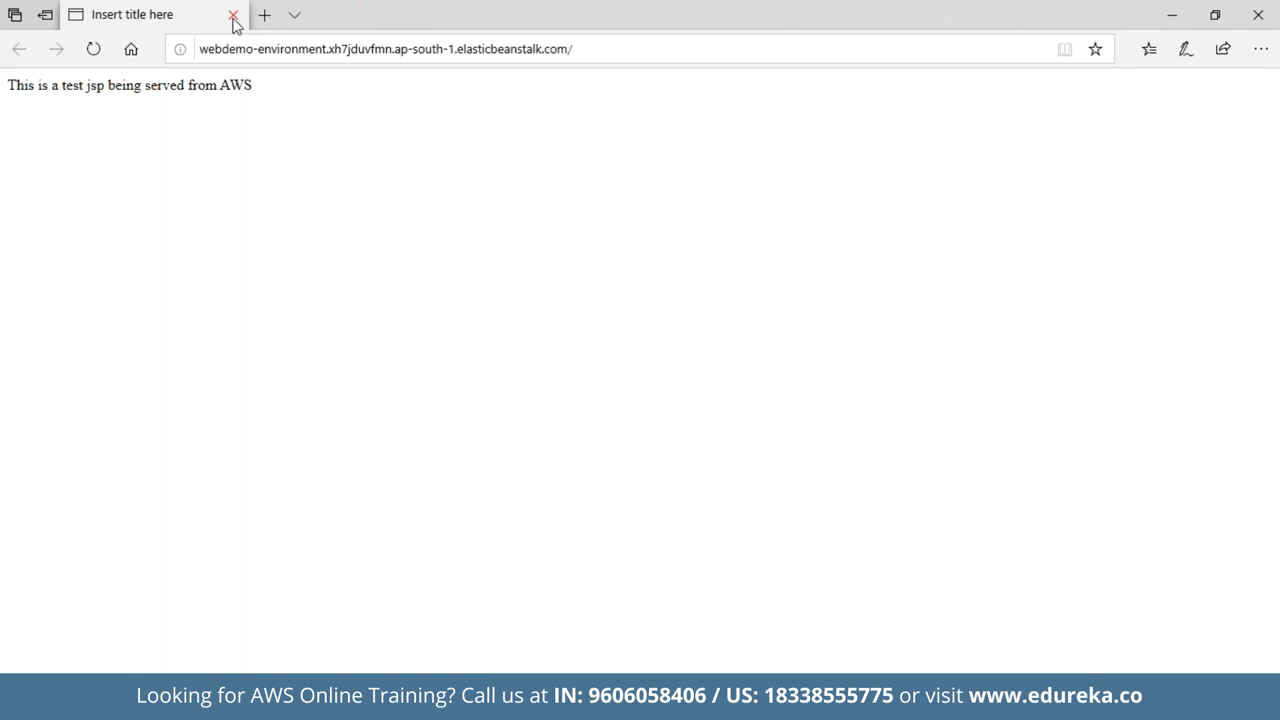 Insert title here
webdemo-environment.xh7jduvfmn.ap-south-1.elasticbeanstalk.com/
This is a test jsp being served from AWS
Looking for AWS Online Training? Call us at IN: 9606058406 / US: 18338555775 or visit www.edureka.co